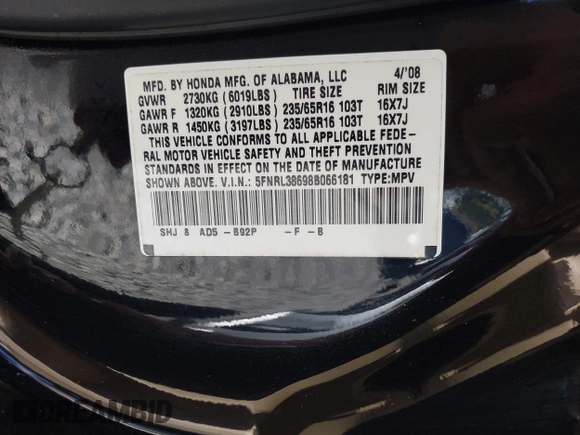 MFD. BY HONDA MFG. OF ALABAMA, LLC 4/'08
GVWR 2730KG (6019LBS) TIRE SIZE RIM SIZE
GAWR F 1320KG (2910LBS) 235/65R16 103T 16X7J
GAWR R 1450KG (3197LBS) 235/65R16 103T 16X7J
THIS VEHICLE CONFORMS TO ALL APPLICABLE FEDE-
RAL MOTOR VEHICLE SAFETY AND THEFT PREVENTION
STANDARDS IN EFFECT ON THE DATE OF MANUFACTURE
SHOWN ABOVE. V.I.N.: 5FNRL38698B066181 TYPE:MPV
SHJ 8 AD5 -B92P -F -B
DREAMBID